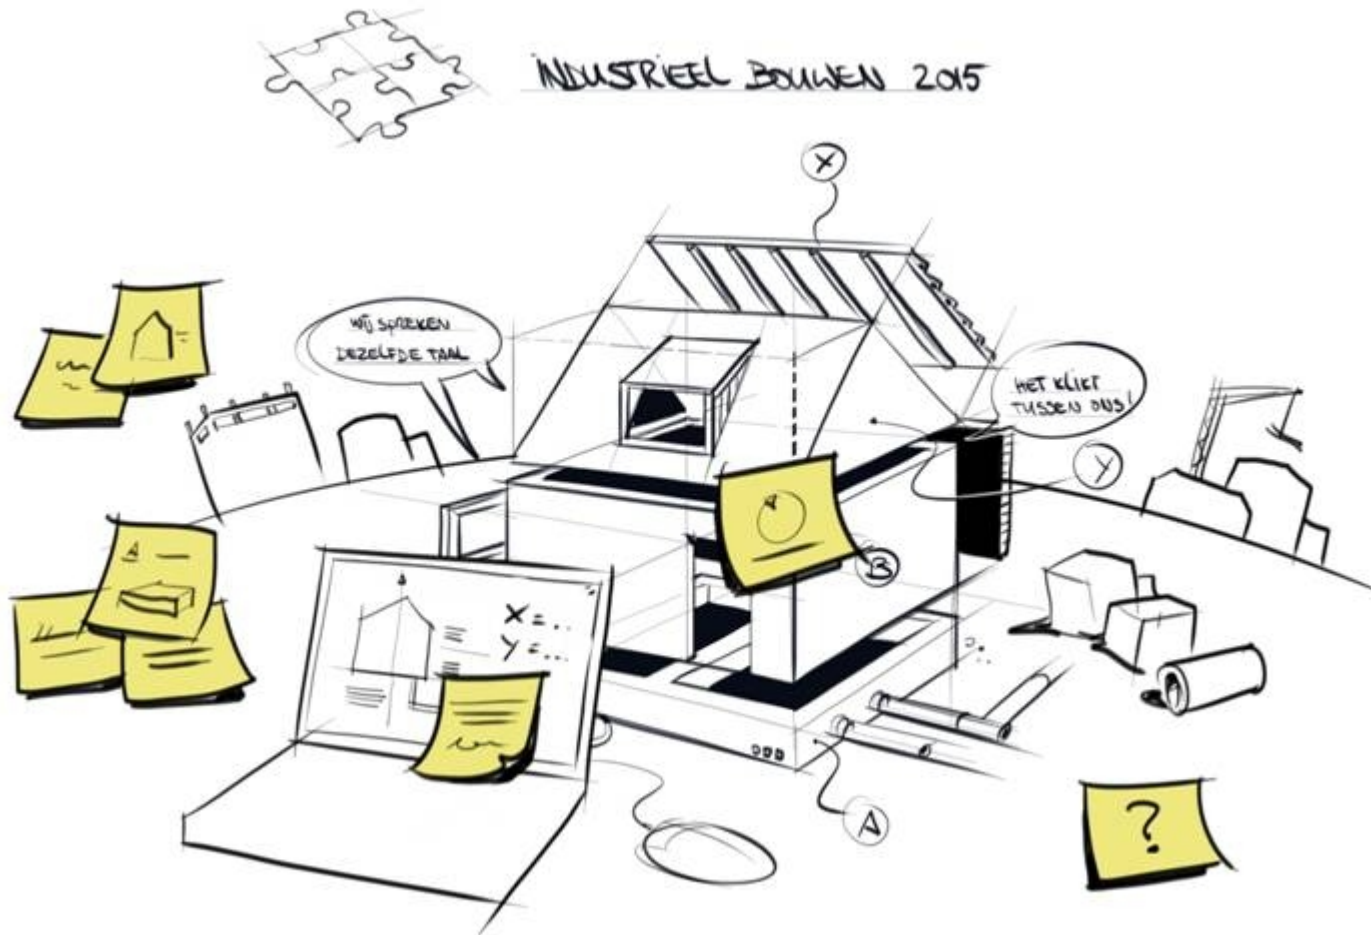 INDUSTRIEEL BOUWEN 2015
X
WIJ SPREKEN
DEZELFDE TAAL
HET KLIKT
TUSSEN ONS!
Y
A
B
X = ...
Y = ...
A
?